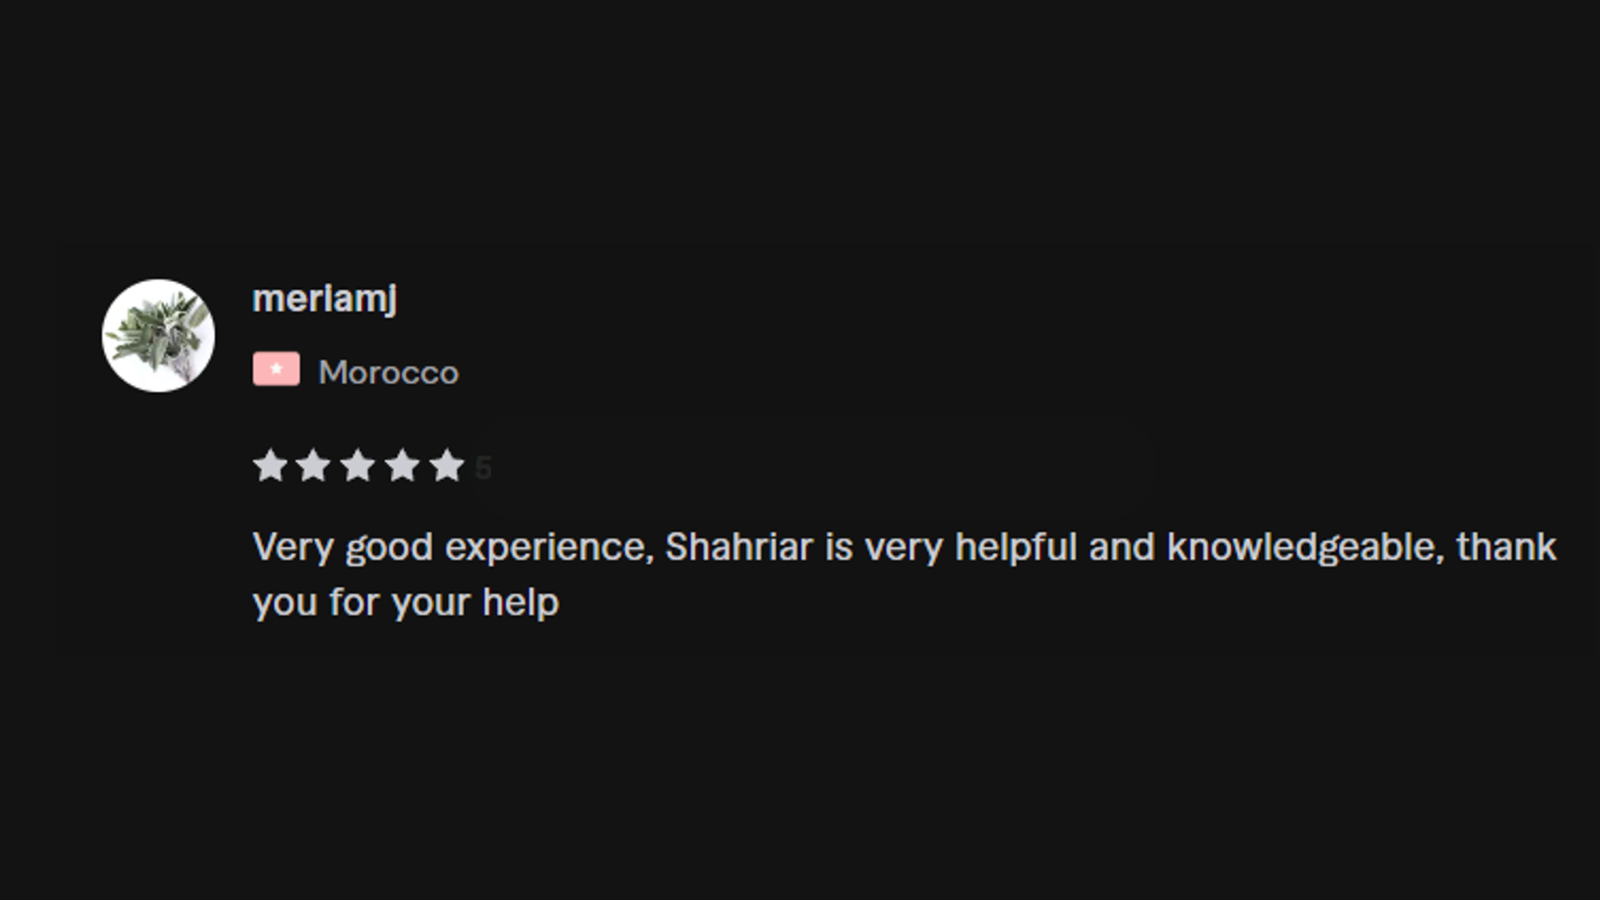 meriamj
Morocco
5
Very good experience, Shahriar is very helpful and knowledgeable, thank
you for your help